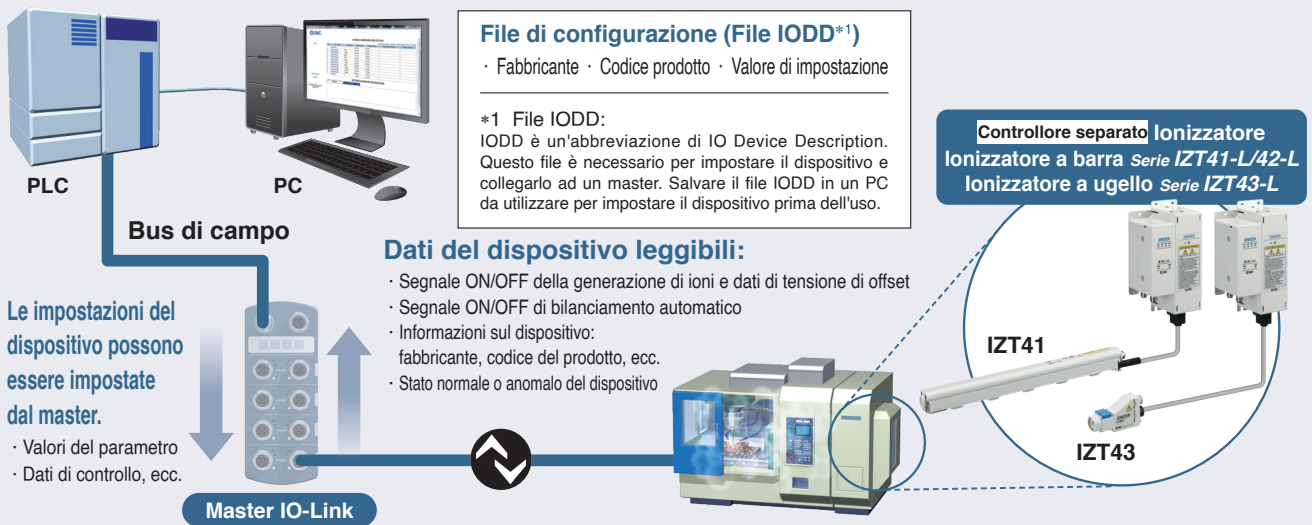 PLC
PC
Bus di campo
File di configurazione (File IODD*1)
· Fabbricante · Codice prodotto · Valore di impostazione
*1 File IODD:
IODD è un'abbreviazione di IO Device Description.
Questo file è necessario per impostare il dispositivo e
collegarlo ad un master. Salvare il file IODD in un PC
da utilizzare per impostare il dispositivo prima dell'uso.
Controllore separato Ionizzatore
Ionizzatore a barra Serie IZT41-L/42-L
Ionizzatore a ugello Serie IZT43-L
Le impostazioni del
dispositivo possono
essere impostate
dal master.
· Valori del parametro
· Dati di controllo, ecc.
Dati del dispositivo leggibili:
· Segnale ON/OFF della generazione di ioni e dati di tensione di offset
· Segnale ON/OFF di bilanciamento automatico
· Informazioni sul dispositivo:
fabbricante, codice del prodotto, ecc.
· Stato normale o anomalo del dispositivo
IZT41
IZT43
Master IO-Link